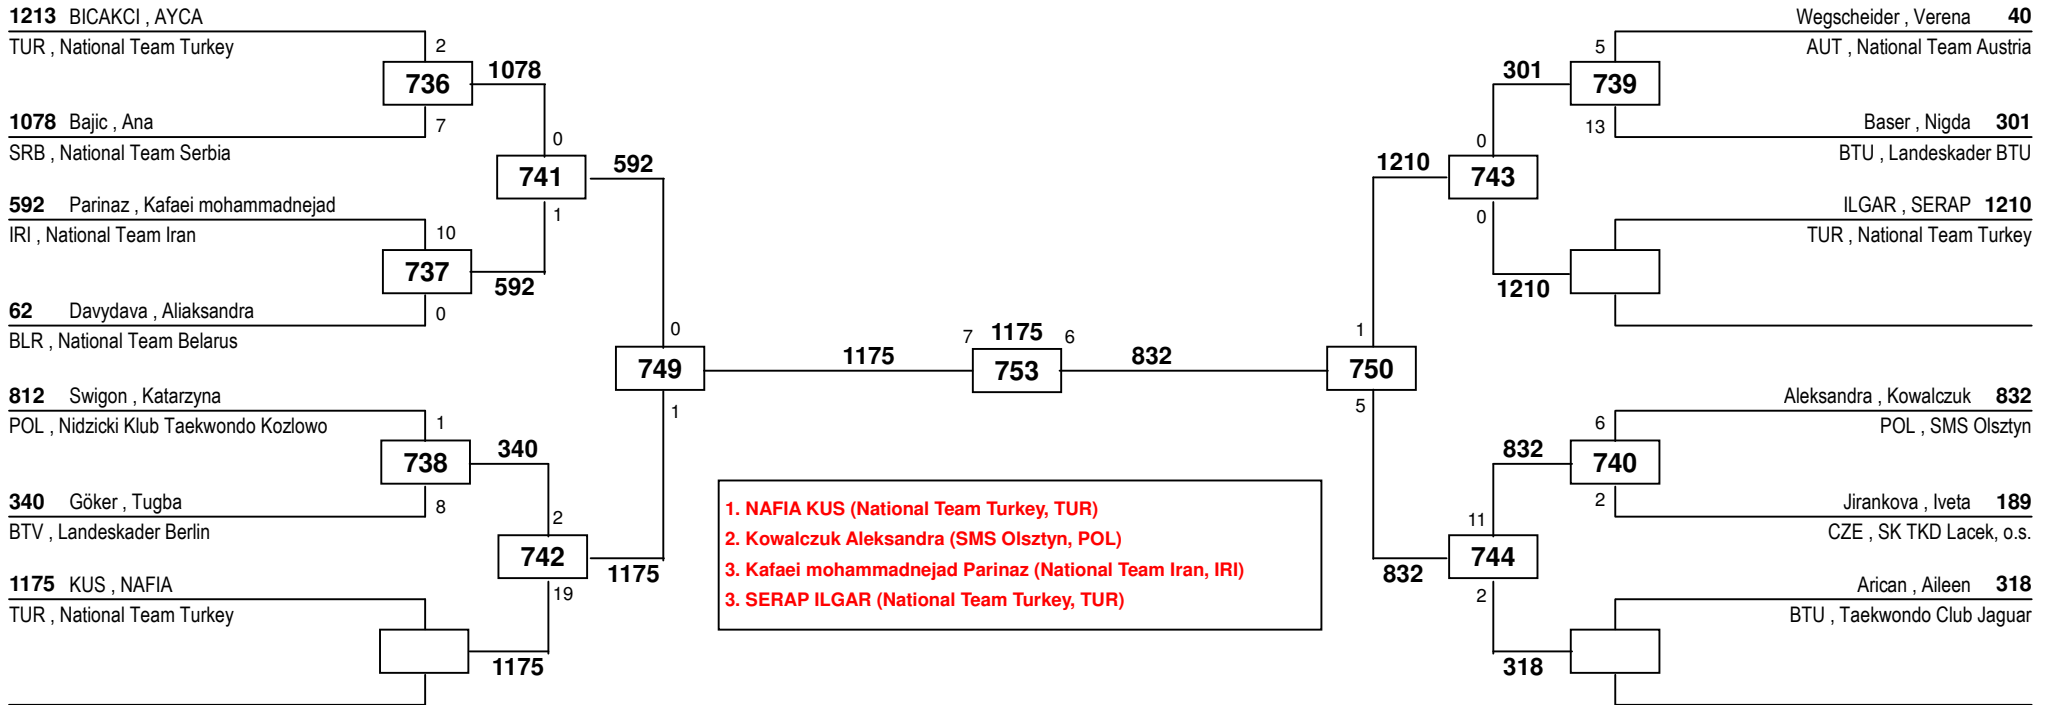 1213 BICAKCI , AYCA
TUR , National Team Turkey
2
736
1078
7
1078 Bajic , Ana
SRB , National Team Serbia
0
741
592
1
592 Parinaz , Kafaei mohammadnejad
IRI , National Team Iran
10
737
592
0
62 Davydava , Aliaksandra
BLR , National Team Belarus
0
749
1
812 Swigon , Katarzyna
POL , Nidzicki Klub Taekwondo Kozlowo
1
738
340
8
340 Göker , Tugba
BTV , Landeskader Berlin
2
742
1175
19
1175 KUS , NAFIA
TUR , National Team Turkey
1175
1175
7 1175 6
753
832
Wegscheider , Verena 40
AUT , National Team Austria
5
301
739
13
Baser , Nigda 301
BTU , Landeskader BTU
0
1210
743
0
ILGAR , SERAP 1210
TUR , National Team Turkey
1210
1
750
5
Aleksandra , Kowalczuk 832
POL , SMS Olsztyn
6
832
740
2
Jirankova , Iveta 189
CZE , SK TKD Lacek, o.s.
11
744
832
2
Arican , Aileen 318
BTU , Taekwondo Club Jaguar
318
1. NAFIA KUS (National Team Turkey, TUR)
2. Kowalczuk Aleksandra (SMS Olsztyn, POL)
3. Kafaei mohammadnejad Parinaz (National Team Iran, IRI)
3. SERAP ILGAR (National Team Turkey, TUR)